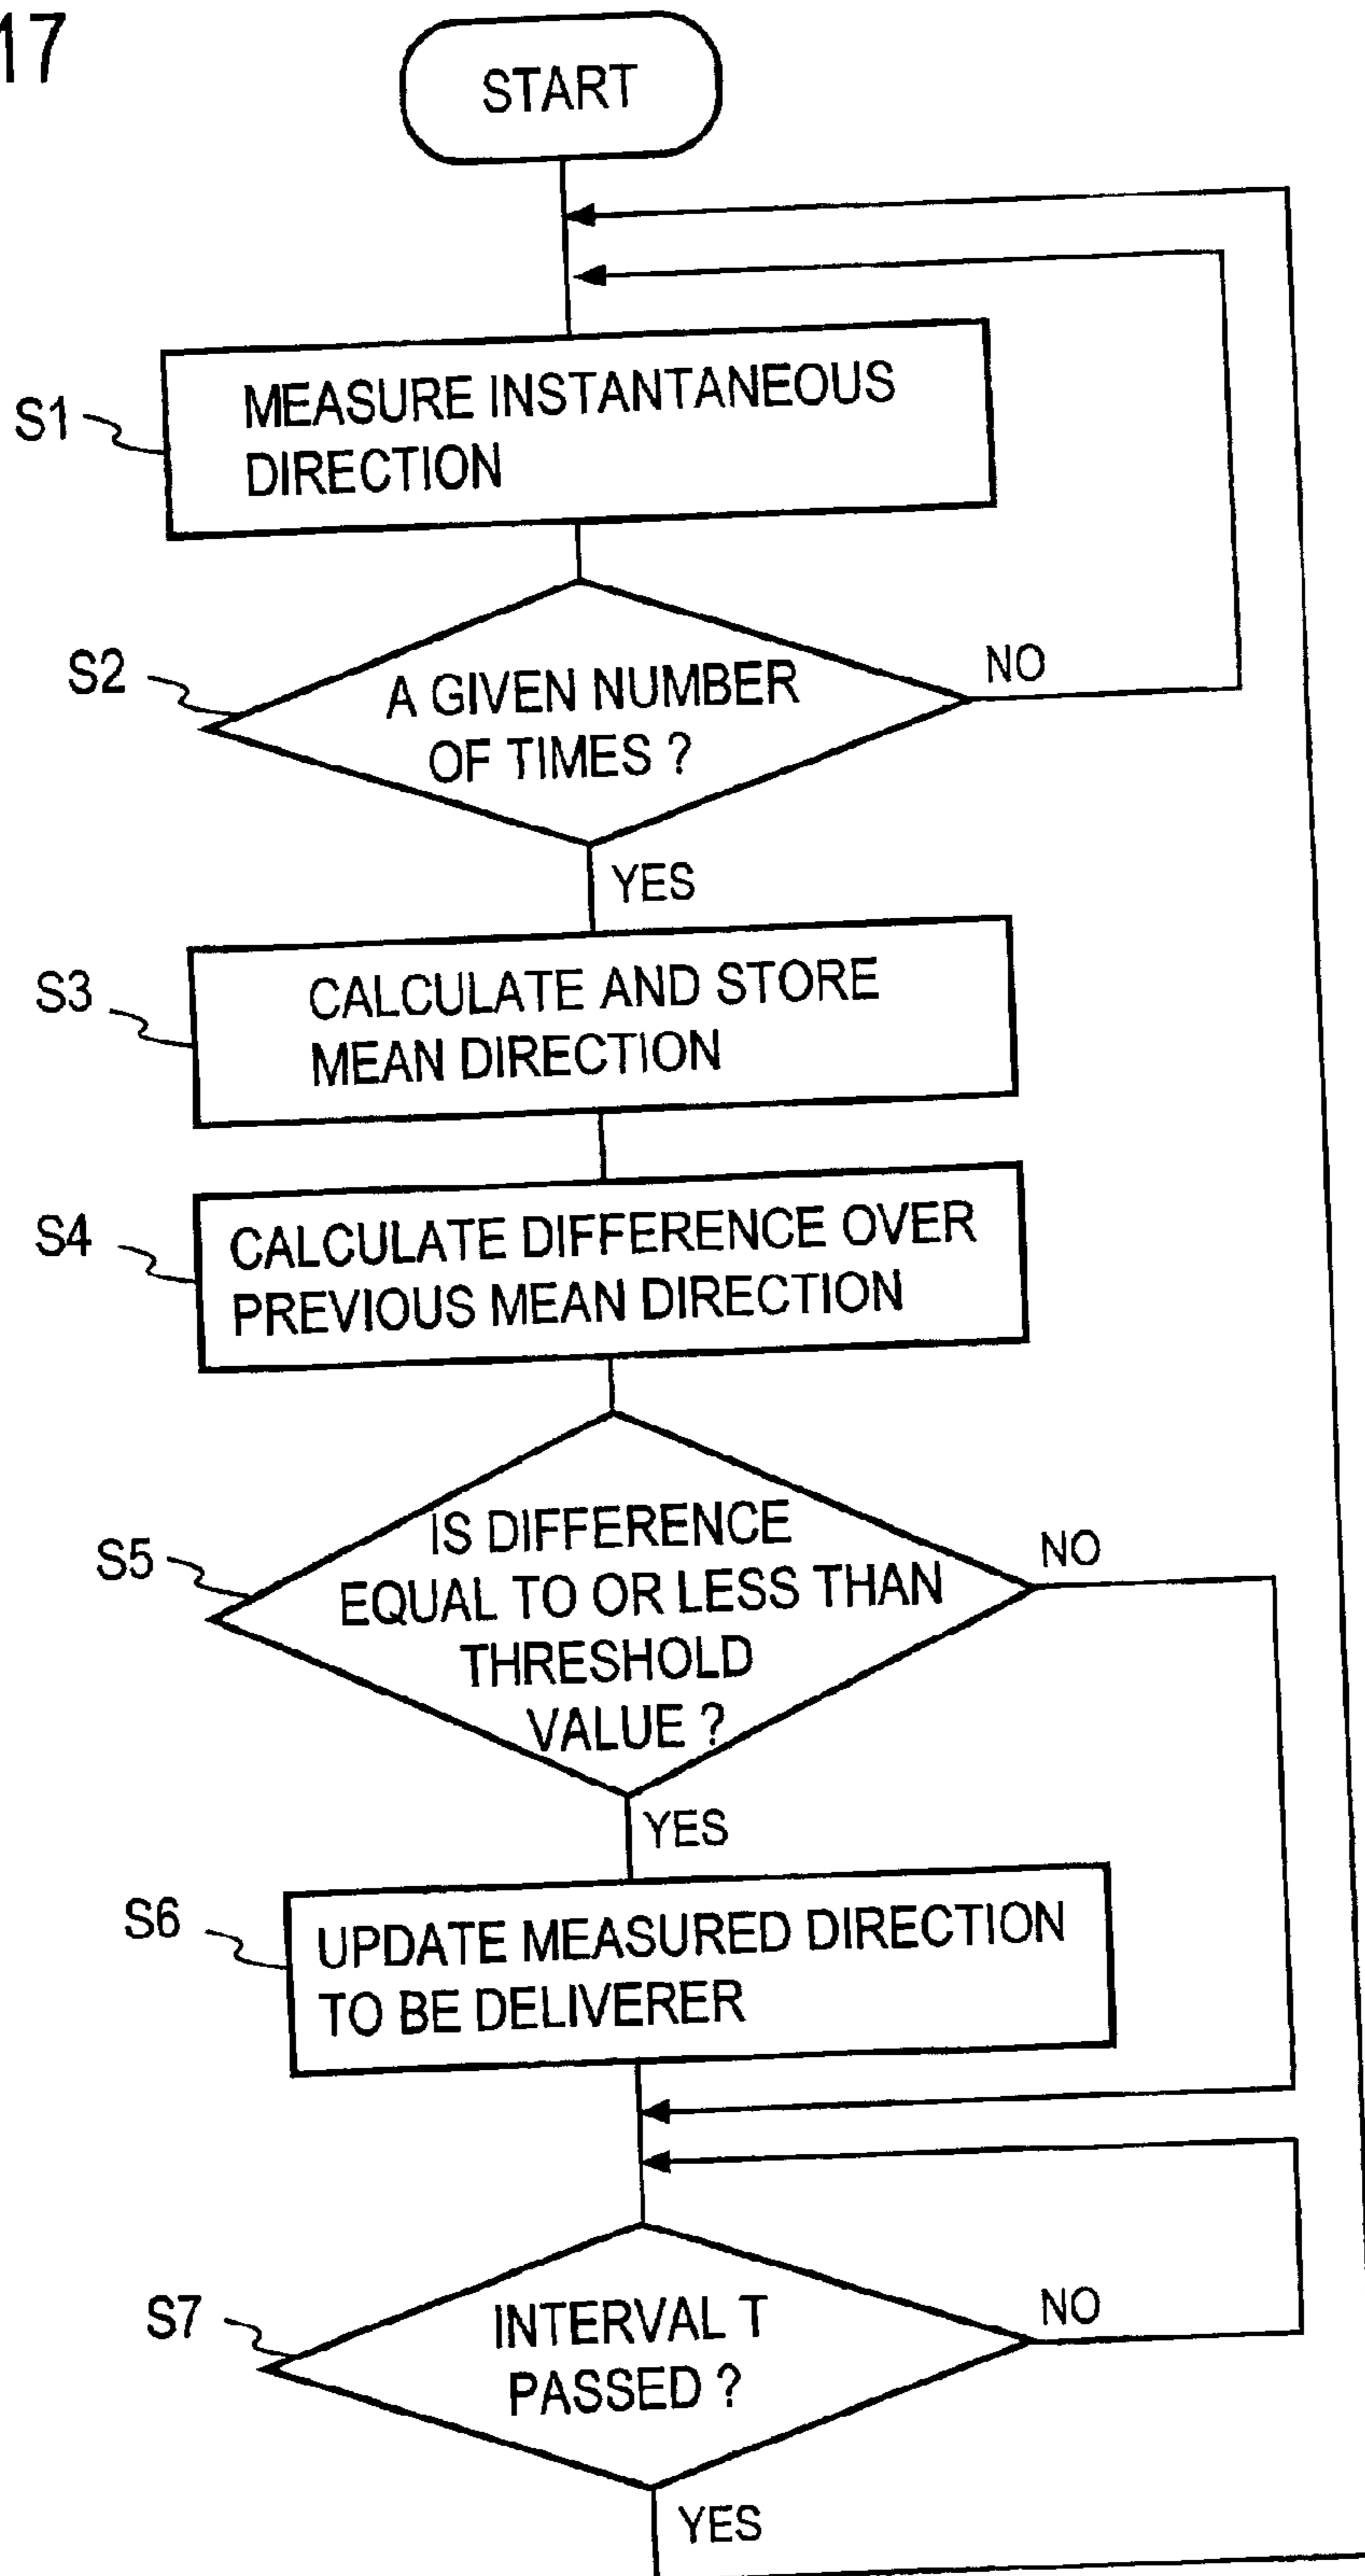 17
START
S1
MEASURE INSTANTANEOUS
DIRECTION
S2
A GIVEN NUMBER
OF TIMES ?
NO
YES
S3
CALCULATE AND STORE
MEAN DIRECTION
S4
CALCULATE DIFFERENCE OVER
PREVIOUS MEAN DIRECTION
S5
IS DIFFERENCE
EQUAL TO OR LESS THAN
THRESHOLD
VALUE ?
NO
YES
S6
UPDATE MEASURED DIRECTION
TO BE DELIVERER
S7
INTERVAL T
PASSED ?
NO
YES